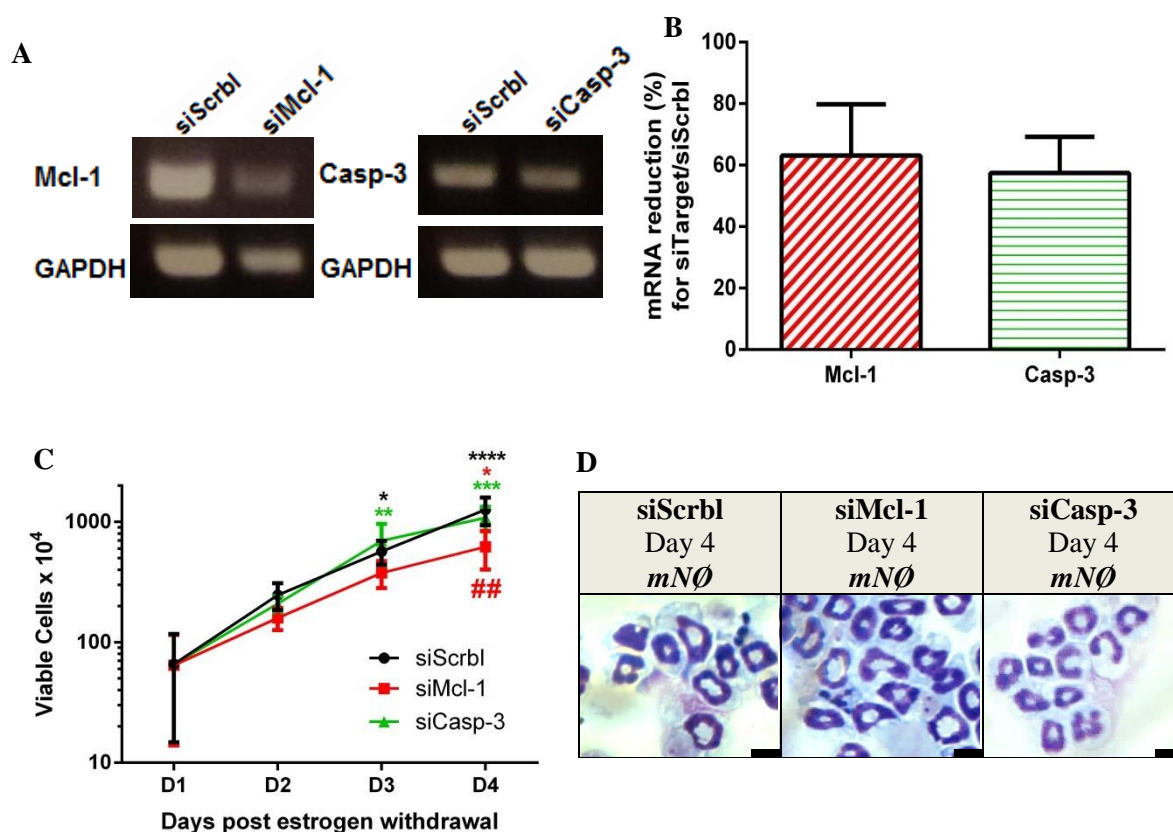 A
siScrbl
siMcl-1
siScrbl
siCasp-3
Mcl-1
Casp-3
GAPDH
GAPDH
B
mRNA reduction (%)
for siTarget/siScrbl
100
80
60
40
20
0
Mcl-1
Casp-3
C
Viable Cells x 10⁴
1000
100
10
****
*
***
*
**
##
siScrbl
siMcl-1
siCasp-3
D1
D2
D3
D4
Days post estrogen withdrawal
D
siScrbl
Day 4
mNØ
siMcl-1
Day 4
mNØ
siCasp-3
Day 4
mNØ